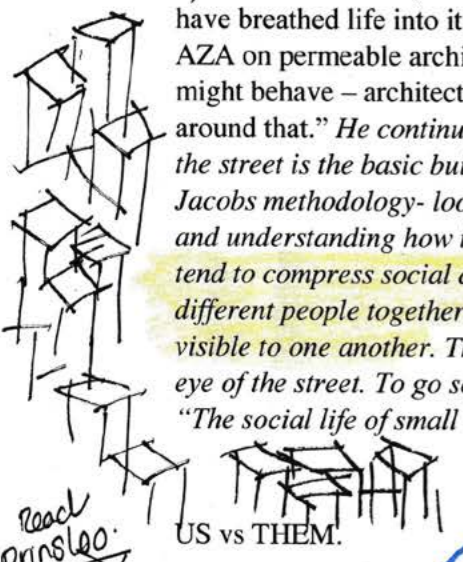 have breathed life into it
AZA on permeable archi
might behave – architect
around that." He continu
the street is the basic bu
Jacobs methodology- loo
and understanding how t
tend to compress social a
different people together
visible to one another. T
eye of the street. To go s
"The social life of small
US vs THEM.
Read
Prinsloo.